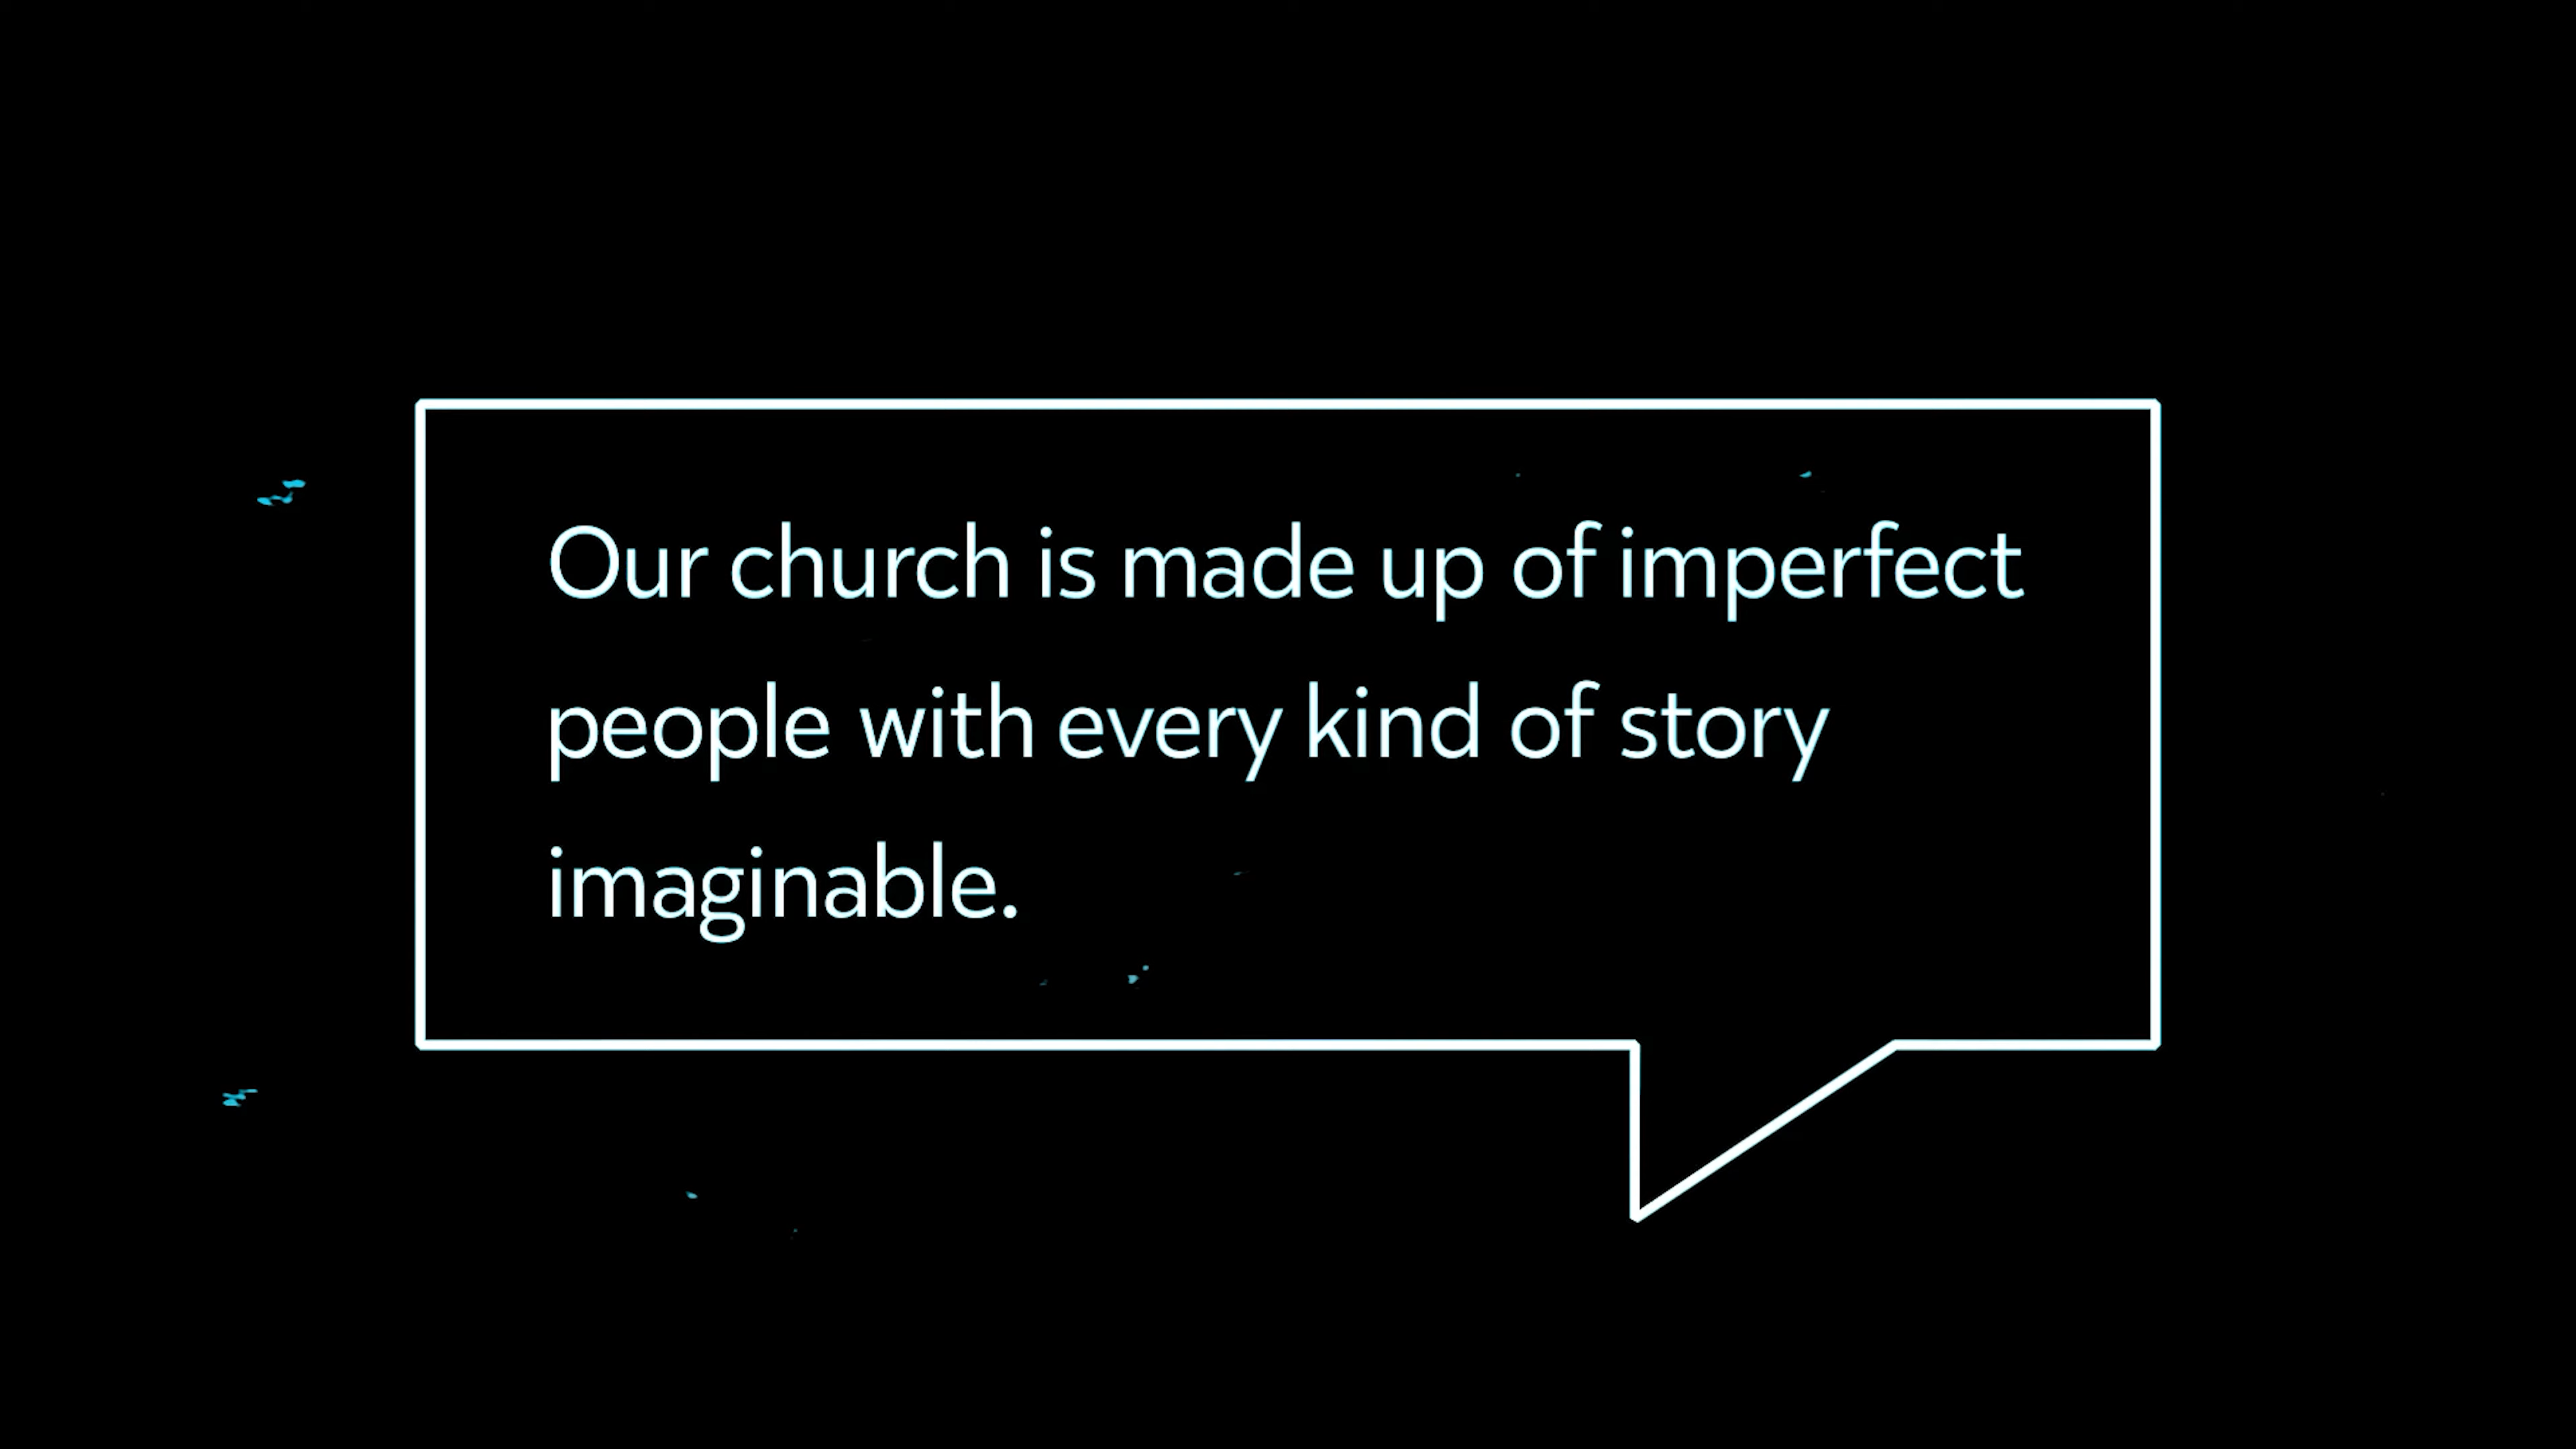 Our church is made up of imperfect
people with every kind of story
imaginable.